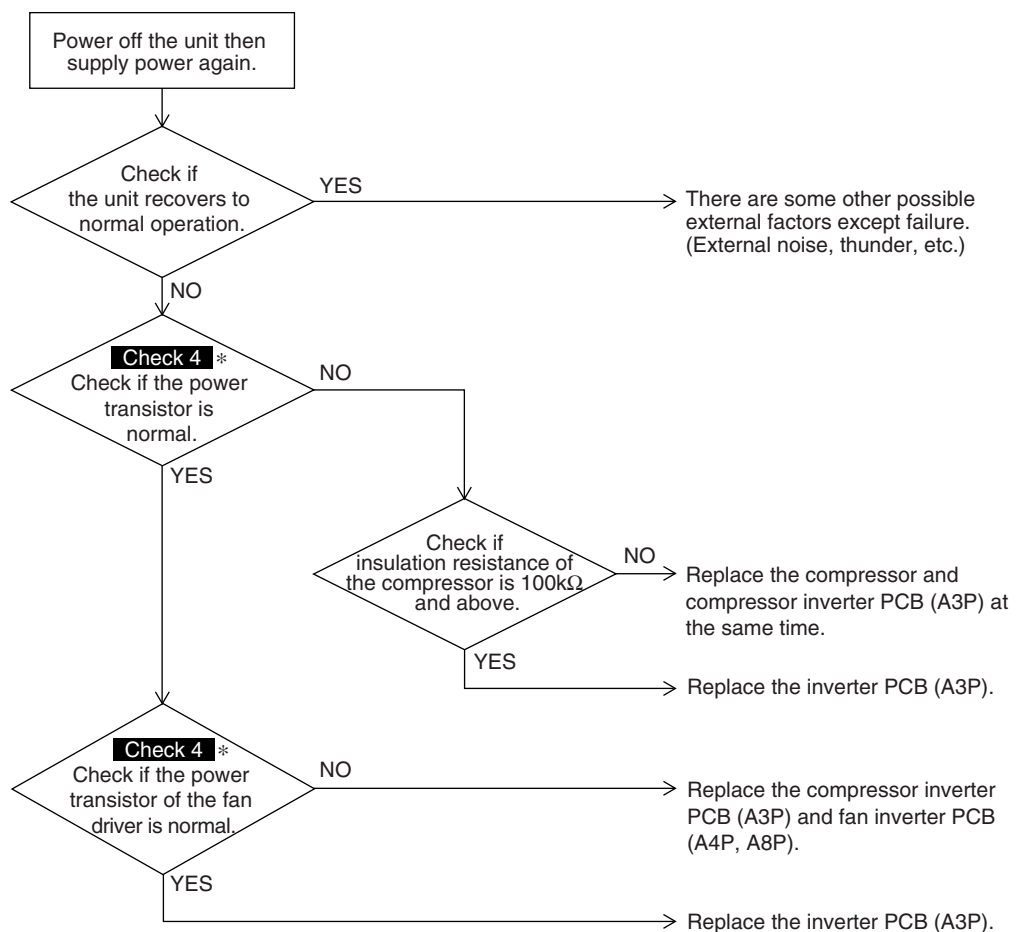 Power off the unit then
supply power again.
Check if
the unit recovers to
normal operation.
YES
There are some other possible
external factors except failure.
(External noise, thunder, etc.)
NO
Check 4 *
Check if the power
transistor is
normal.
NO
YES
Check if
insulation resistance of
the compressor is 100kΩ
and above.
NO
Replace the compressor and
compressor inverter PCB (A3P) at
the same time.
YES
Replace the inverter PCB (A3P).
Check 4 *
Check if the power
transistor of the fan
driver is normal.
NO
Replace the compressor inverter
PCB (A3P) and fan inverter PCB
(A4P, A8P).
YES
Replace the inverter PCB (A3P).